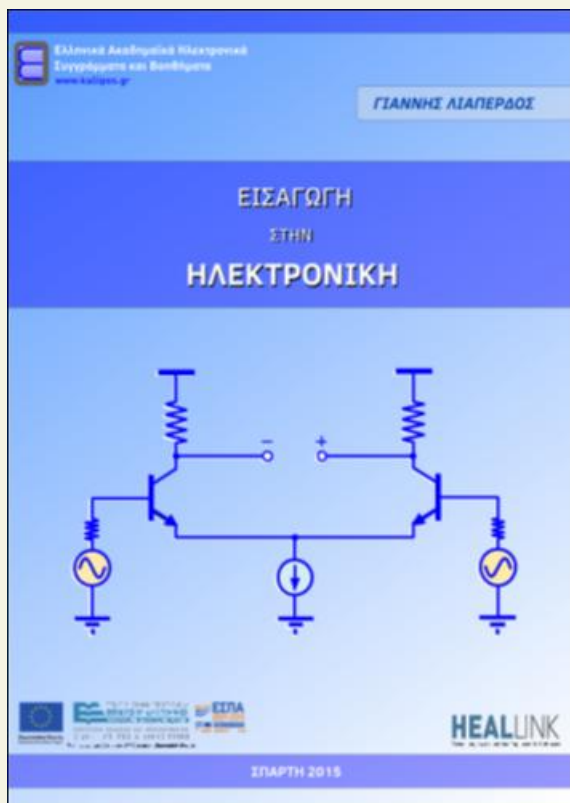 Ελληνικά Ακαδημαϊκά Ηλεκτρονικά
Συγγράμματα και Βοηθήματα
www.kallipos.gr
ΓΙΑΝΝΗΣ ΛΙΑΠΕΡΔΟΣ
ΕΙΣΑΓΩΓΗ
ΣΤΗΝ
ΗΛΕΚΤΡΟΝΙΚΗ
− +
ΕΣΠΑ
HEALLINK
ΣΠΑΡΤΗ 2015